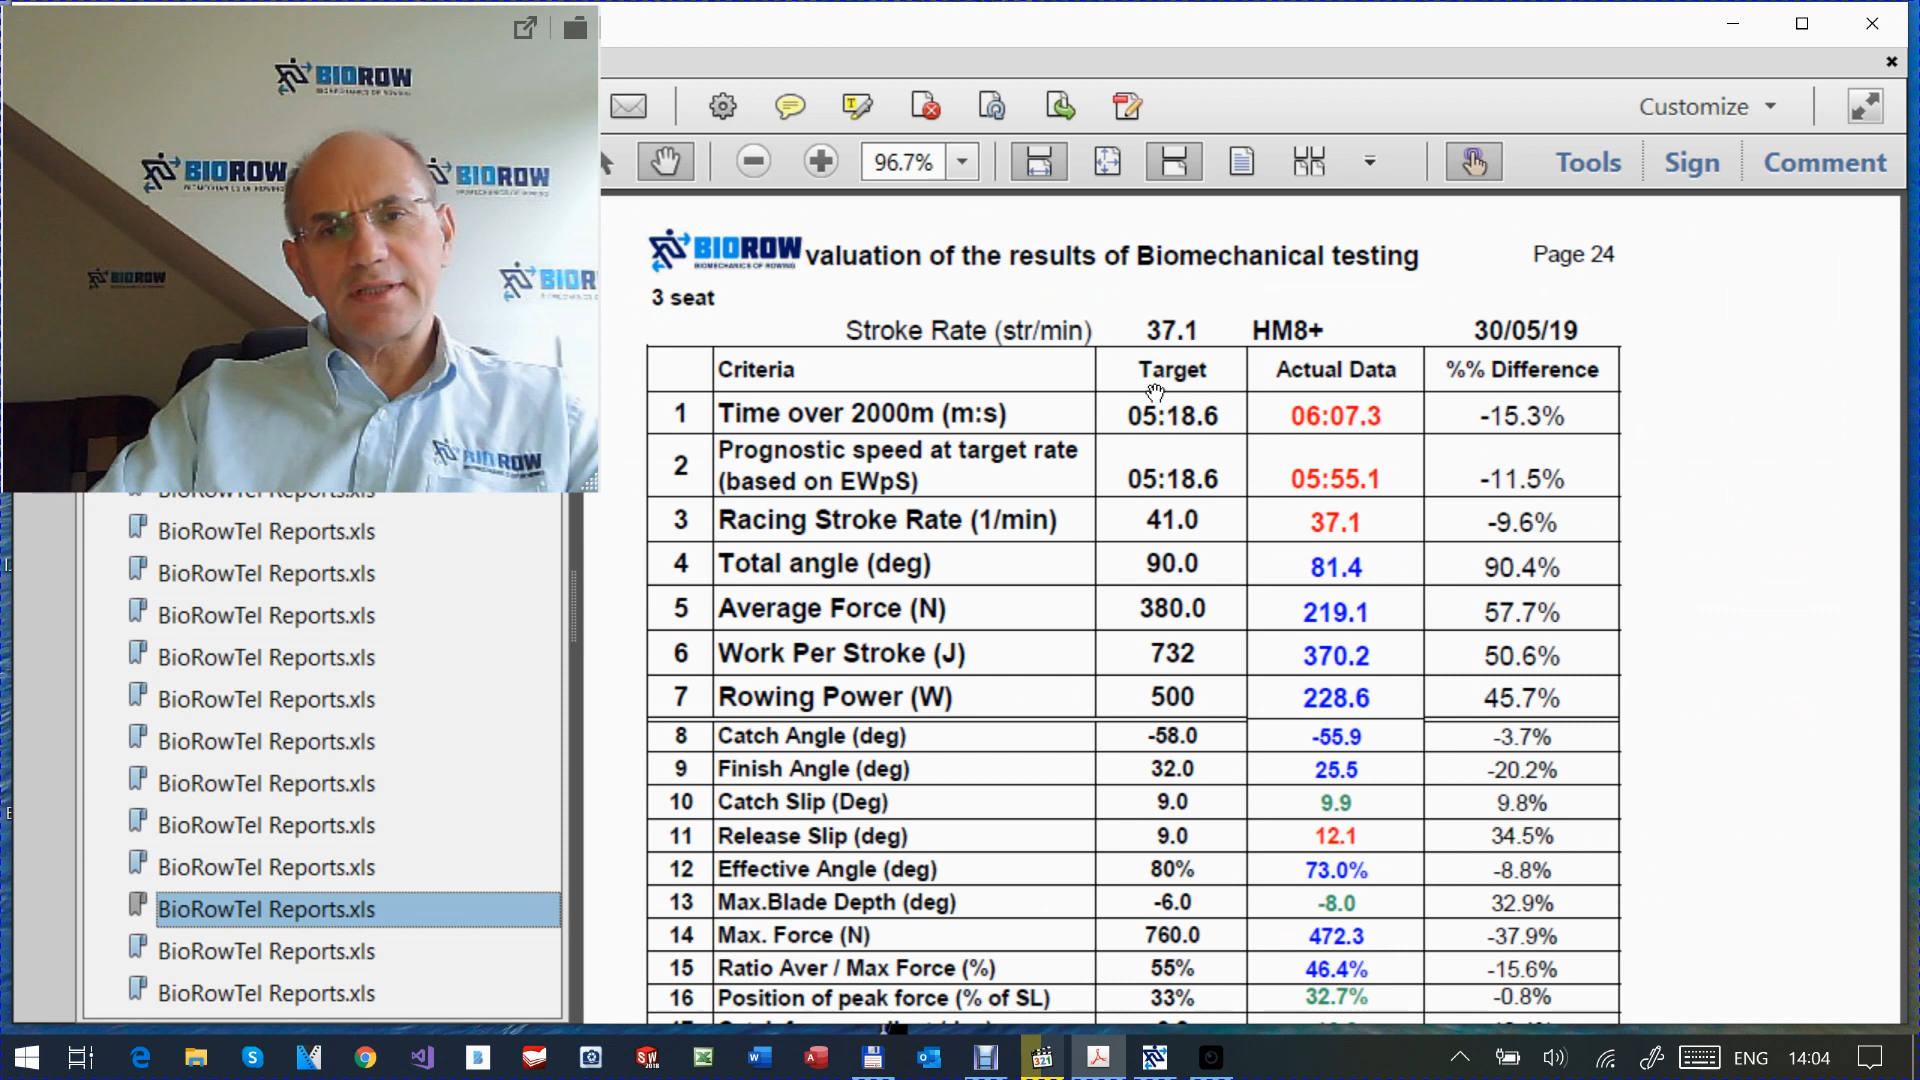 BIOROW
BIOMECHANICS OF ROWING
BIOROW
BIOROW
BIOROW
BIOR
BIOROW
Customize
96.7%
Tools
Sign
Comment
BIOROW
BIOMECHANICS OF ROWING
valuation of the results of Biomechanical testing
Page 24
3 seat
Stroke Rate (str/min) 37.1 HM8+ 30/05/19
Criteria Target Actual Data %% Difference
1 Time over 2000m (m:s) 05:18.6 06:07.3 -15.3%
2 Prognostic speed at target rate
(based on EWpS) 05:18.6 05:55.1 -11.5%
3 Racing Stroke Rate (1/min) 41.0 37.1 -9.6%
4 Total angle (deg) 90.0 81.4 90.4%
5 Average Force (N) 380.0 219.1 57.7%
6 Work Per Stroke (J) 732 370.2 50.6%
7 Rowing Power (W) 500 228.6 45.7%
8 Catch Angle (deg) -58.0 -55.9 -3.7%
9 Finish Angle (deg) 32.0 25.5 -20.2%
10 Catch Slip (Deg) 9.0 9.9 9.8%
11 Release Slip (deg) 9.0 12.1 34.5%
12 Effective Angle (deg) 80% 73.0% -8.8%
13 Max.Blade Depth (deg) -6.0 -8.0 32.9%
14 Max. Force (N) 760.0 472.3 -37.9%
15 Ratio Aver / Max Force (%) 55% 46.4% -15.6%
16 Position of peak force (% of SL) 33% 32.7% -0.8%
BioRowTel Reports.xls
BioRowTel Reports.xls
BioRowTel Reports.xls
BioRowTel Reports.xls
BioRowTel Reports.xls
BioRowTel Reports.xls
BioRowTel Reports.xls
BioRowTel Reports.xls
BioRowTel Reports.xls
BioRowTel Reports.xls
BioRowTel Reports.xls
BioRowTel Reports.xls
BioRowTel Reports.xls
ENG
14:04